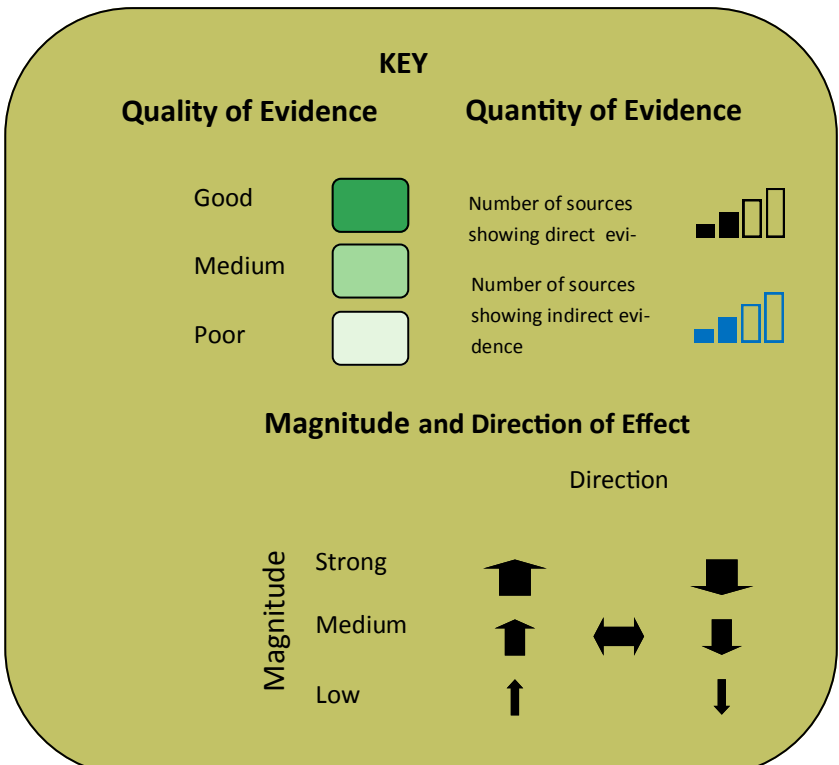 KEY
Quality of Evidence
Quantity of Evidence
Good
Medium
Poor
Number of sources
showing direct evi-
Number of sources
showing indirect evi-
dence
Magnitude and Direction of Effect
Direction
Magnitude
Strong
Medium
Low